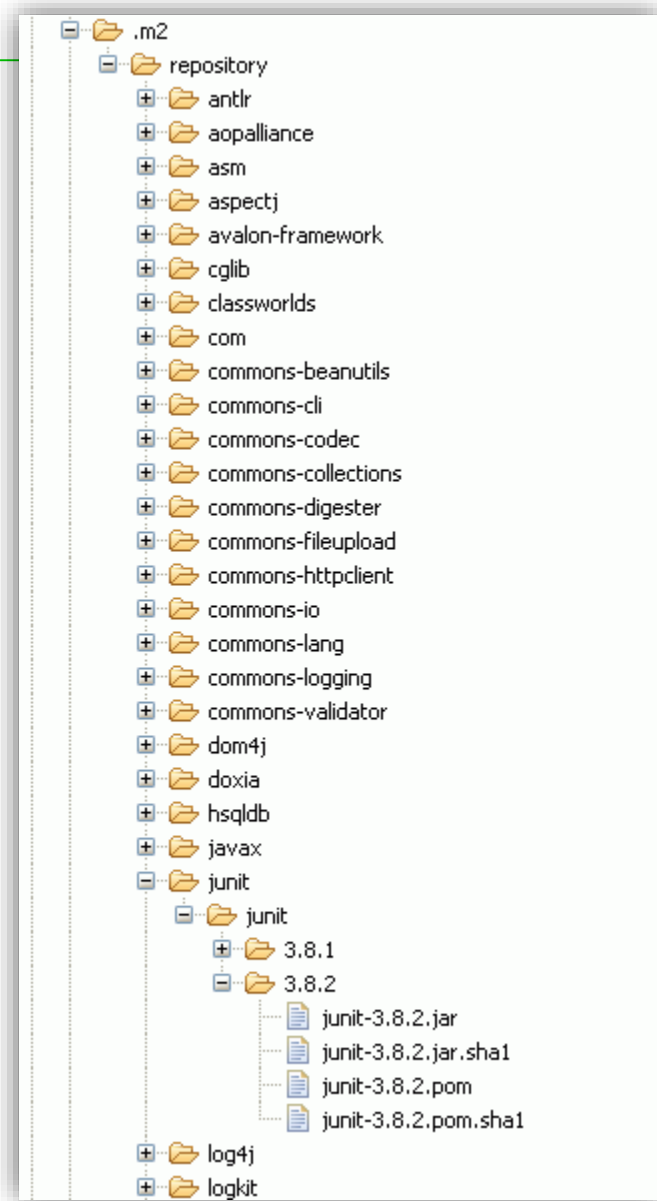 .m2
repository
antlr
aopalliance
asm
aspectj
avalon-framework
cglib
classworlds
com
commons-beanutils
commons-cli
commons-codec
commons-collections
commons-digester
commons-fileupload
commons-httpclient
commons-io
commons-lang
commons-logging
commons-validator
dom4j
doxia
hsqldb
javax
junit
junit
3.8.1
3.8.2
junit-3.8.2.jar
junit-3.8.2.jar.sha1
junit-3.8.2.pom
junit-3.8.2.pom.sha1
log4j
logkit